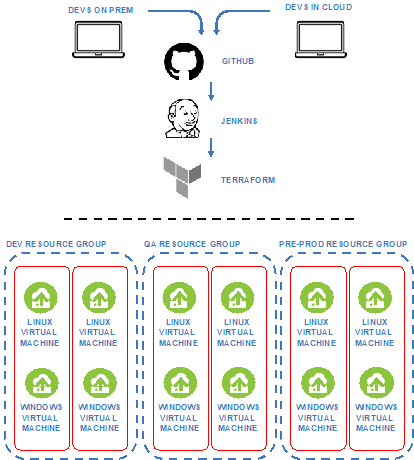 DEVS ON PREM
DEVS IN CLOUD
GITHUB
JENKINS
TERRAFORM
DEV RESOURCE GROUP
QA RESOURCE GROUP
PRE-PROD RESOURCE GROUP
LINUX
VIRTUAL
MACHINE
LINUX
VIRTUAL
MACHINE
LINUX
VIRTUAL
MACHINE
LINUX
VIRTUAL
MACHINE
LINUX
VIRTUAL
MACHINE
LINUX
VIRTUAL
MACHINE
WINDOWS
VIRTUAL
MACHINE
WINDOWS
VIRTUAL
MACHINE
WINDOWS
VIRTUAL
MACHINE
WINDOWS
VIRTUAL
MACHINE
WINDOWS
VIRTUAL
MACHINE
WINDOWS
VIRTUAL
MACHINE